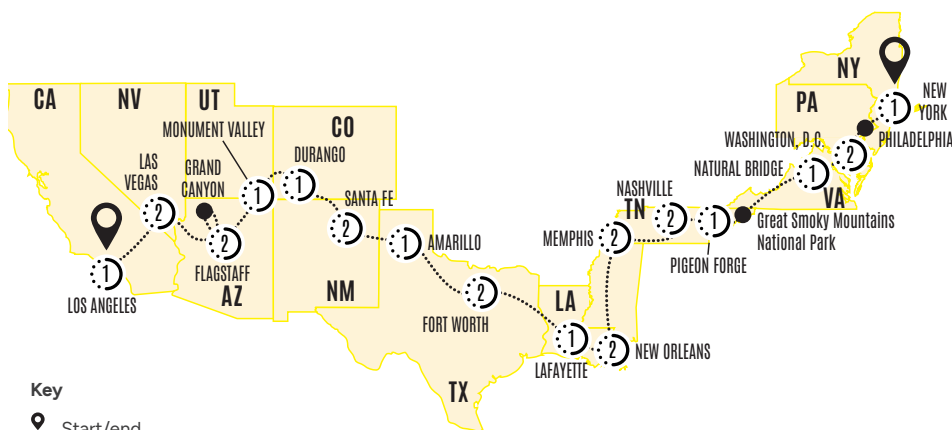 CA
NV
UT
MONUMENT VALLEY
CO
DURANGO
LAS
VEGAS
GRAND
CANYON
1
1
2
SANTA FE
2
2
1
AMARILLO
1
LOS ANGELES
FLAGSTAFF
AZ
NM
2
FORT WORTH
LA
1
LAFAYETTE
2
NEW ORLEANS
TX
MEMPHIS
2
NASHVILLE
TN
2
1
PIGEON FORGE
Great Smoky Mountains
National Park
NATURAL BRIDGE
1
VA
WASHINGTON, D.C.
2
PHILADELPHIA
PA
NY
1
NEW
YORK
Key
Start/end